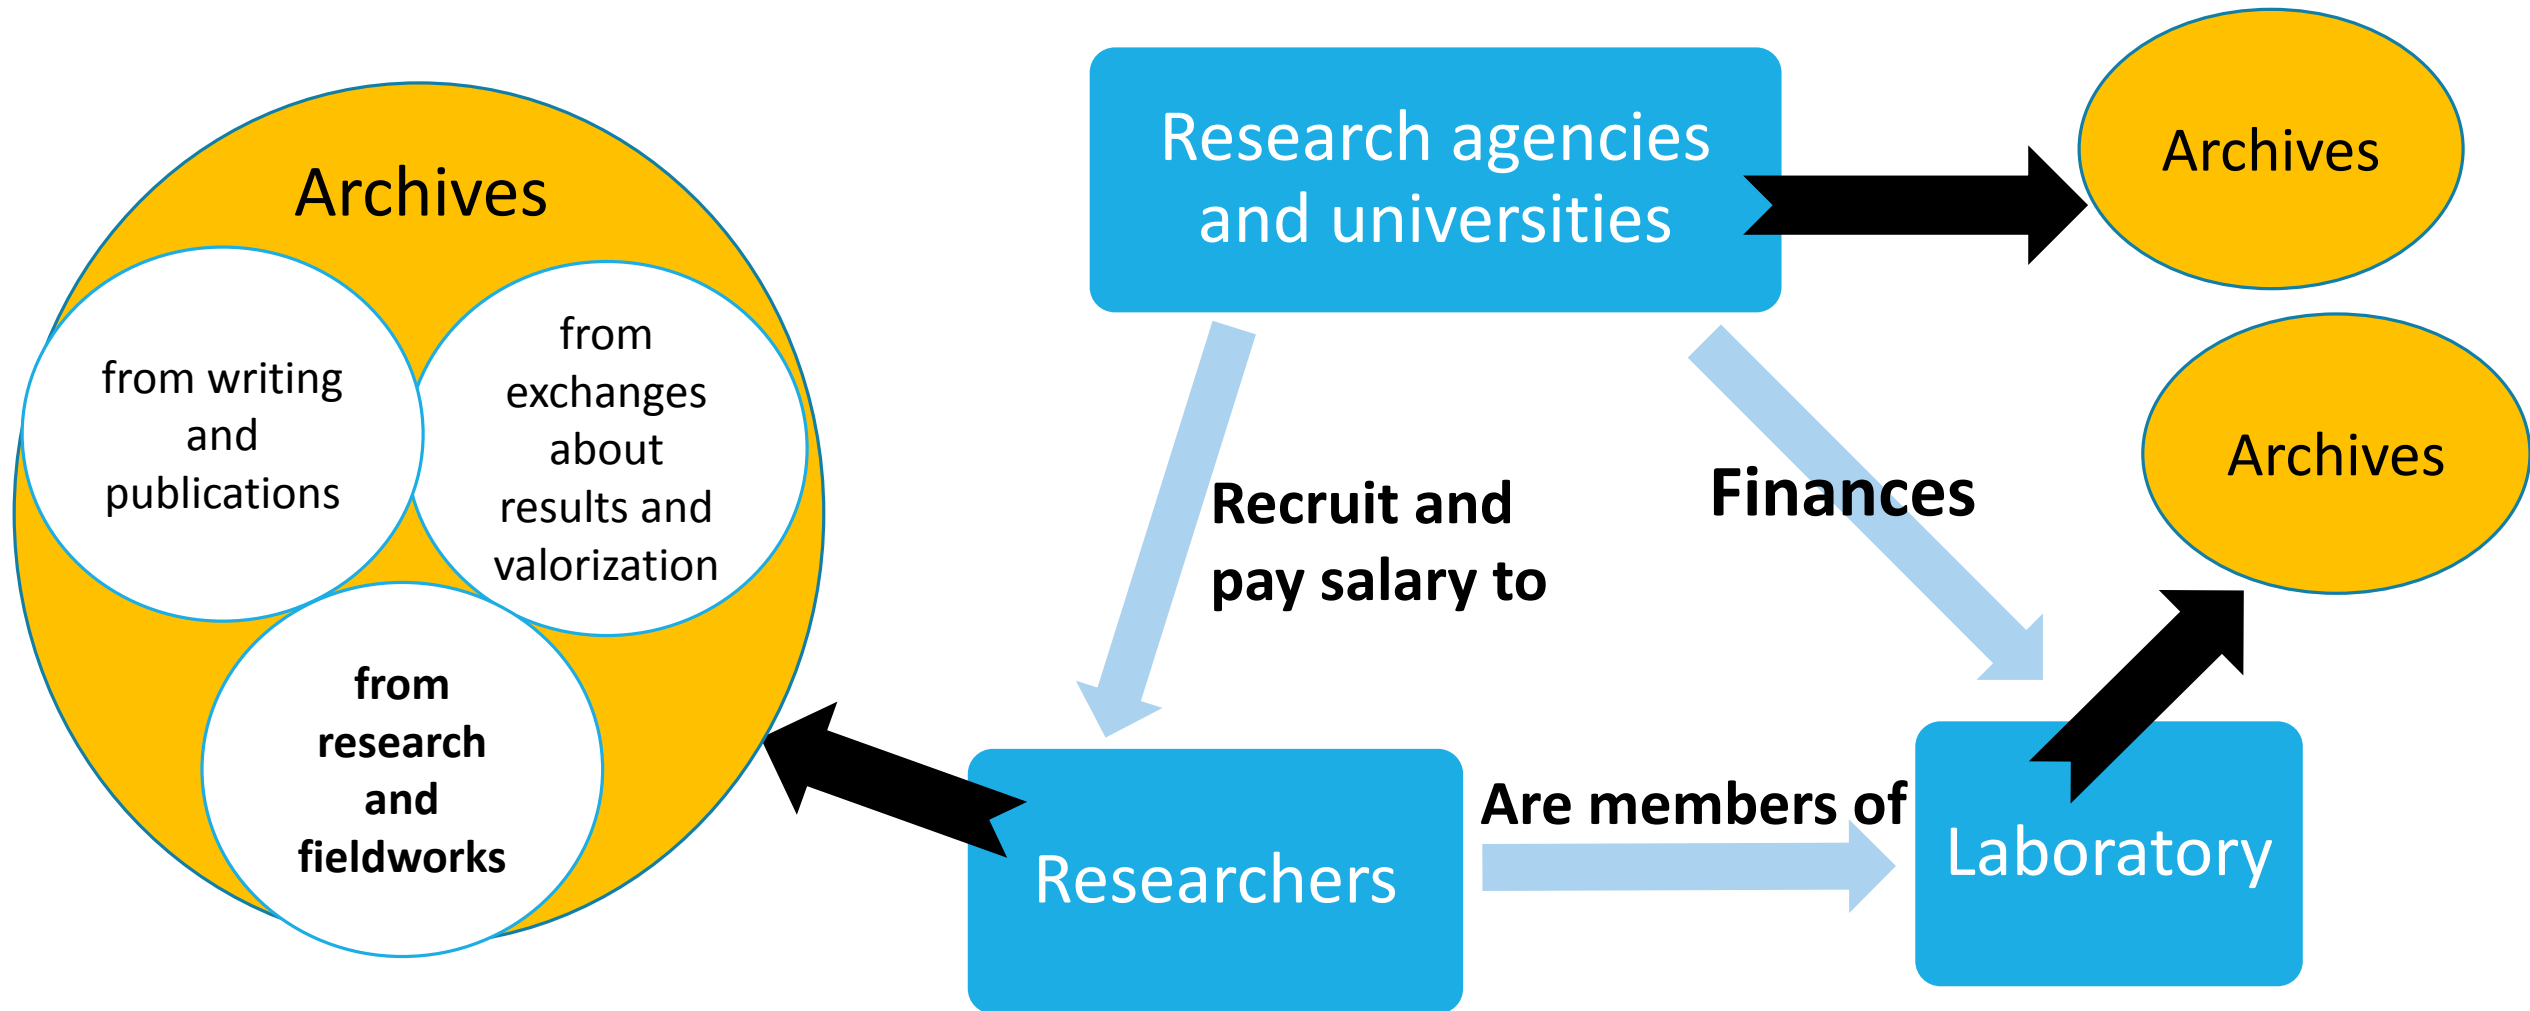 Archives
from writing
and
publications
from
exchanges
about
results and
valorization
from
research
and
fieldworks
Research agencies
and universities
Archives
Archives
Recruit and
pay salary to
Finances
Are members of
Researchers
Laboratory